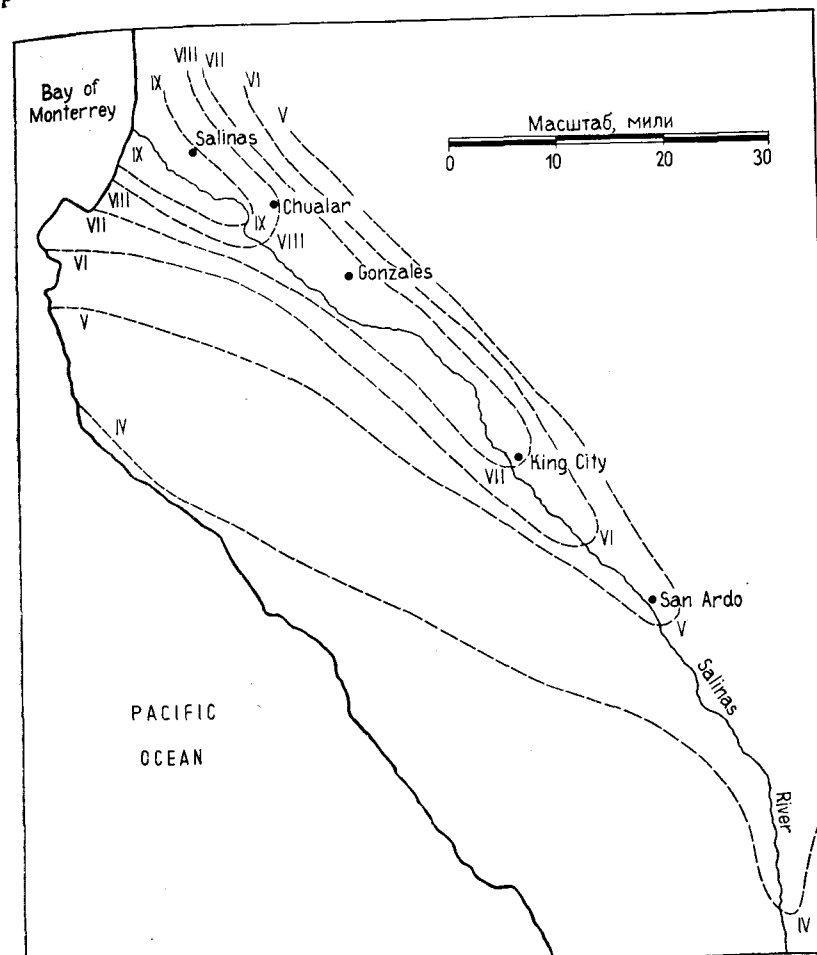 VIII
VII
IX
VI
V
Bay of
Monterrey
Salinas
Масштаб, мили
0
10
20
30
IX
VIII
VII
VI
V
IX
VIII
Chualar
Gonzales
IV
VII
King City
VI
San Ardo
V
Salinas
River
PACIFIC
OCEAN
IV